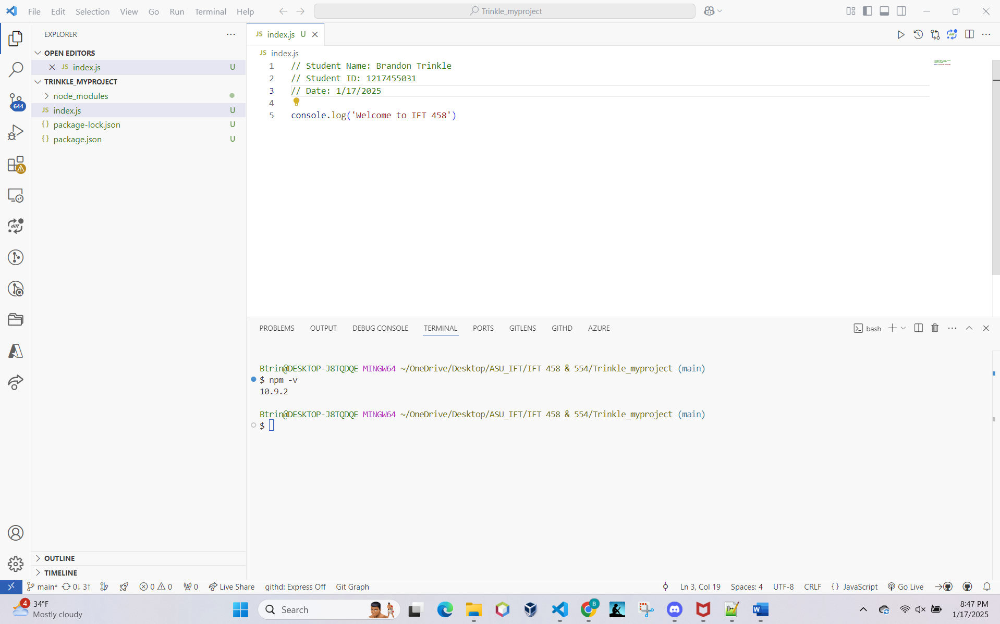 File Edit Selection View Go Run Terminal Help
Trinkle_myproject
EXPLORER
OPEN EDITORS
JS index.js U
TRINKLE_MYPROJECT
node_modules
JS index.js U
{} package-lock.json U
{} package.json U
OUTLINE
TIMELINE
644
JS index.js U
JS index.js
1 // Student Name: Brandon Trinkle
2 // Student ID: 1217455031
3 // Date: 1/17/2025
4
5 console.log('Welcome to IFT 458')
PROBLEMS OUTPUT DEBUG CONSOLE TERMINAL PORTS GITLENS GITHD AZURE
bash
Btrin@DESKTOP-J8TQDQE MINGW64 ~/OneDrive/Desktop/ASU_IFT/IFT 458 & 554/Trinkle_myproject (main)
$ npm -v
10.9.2
Btrin@DESKTOP-J8TQDQE MINGW64 ~/OneDrive/Desktop/ASU_IFT/IFT 458 & 554/Trinkle_myproject (main)
$
main* 0↓ 3↑ 0 0 0 Live Share githd: Express Off Git Graph
Ln 3, Col 19 Spaces: 4 UTF-8 CRLF {} JavaScript Go Live
4
34°F
Mostly cloudy
Search
B
8:47 PM
1/17/2025